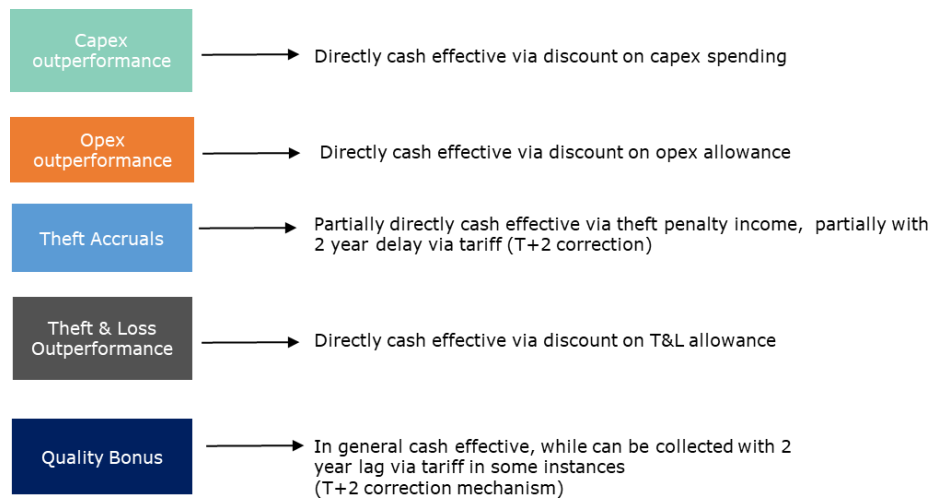 Capex
outperformance
Directly cash effective via discount on capex spending
Opex
outperformance
Directly cash effective via discount on opex allowance
Theft Accruals
Partially directly cash effective via theft penalty income, partially with
2 year delay via tariff (T+2 correction)
Theft & Loss
Outperformance
Directly cash effective via discount on T&L allowance
Quality Bonus
In general cash effective, while can be collected with 2
year lag via tariff in some instances
(T+2 correction mechanism)